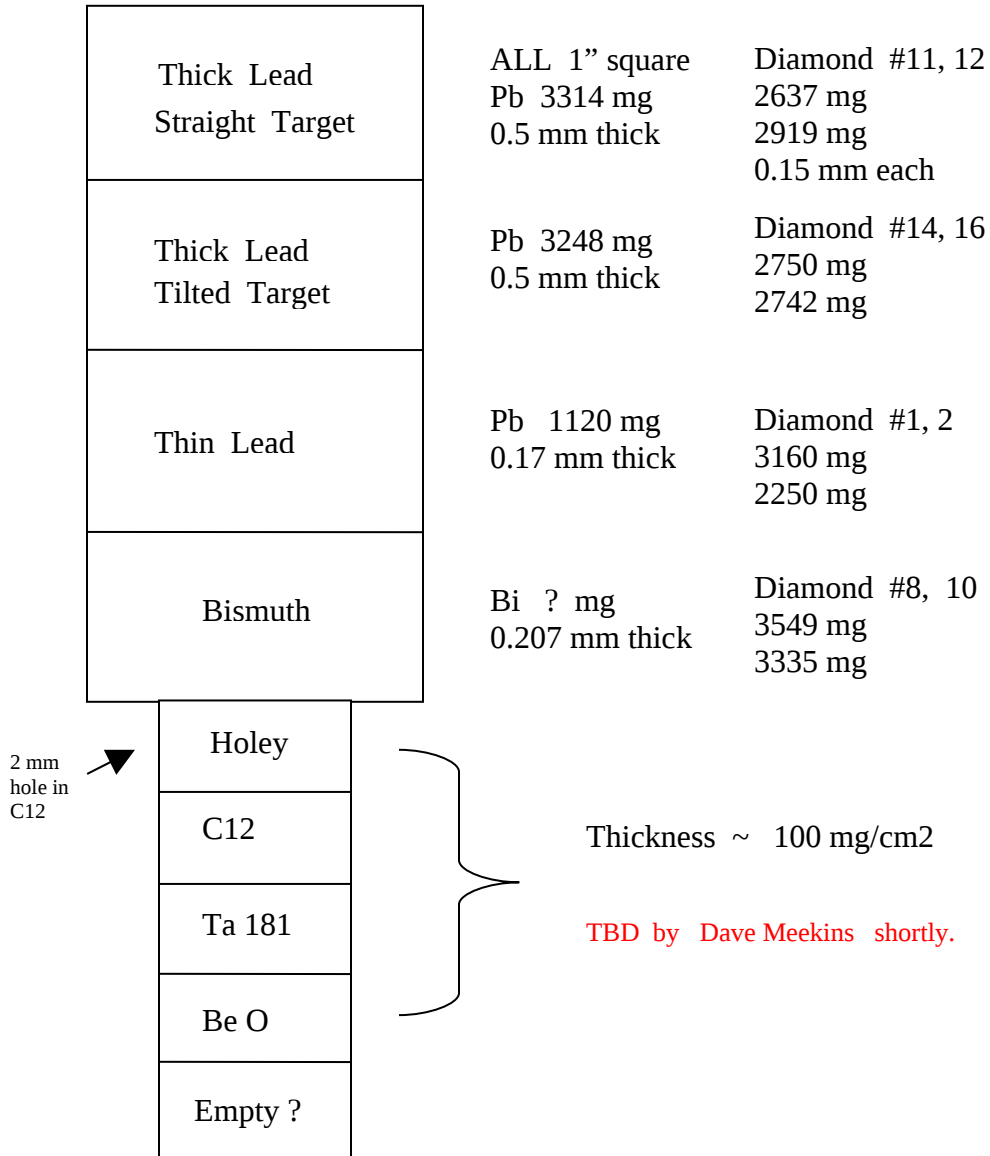 Thick Lead
Straight Target
ALL 1” square
Pb 3314 mg
0.5 mm thick
Diamond #11, 12
2637 mg
2919 mg
0.15 mm each
Thick Lead
Tilted Target
Pb 3248 mg
0.5 mm thick
Diamond #14, 16
2750 mg
2742 mg
Thin Lead
Pb 1120 mg
0.17 mm thick
Diamond #1, 2
3160 mg
2250 mg
Bismuth
Bi ? mg
0.207 mm thick
Diamond #8, 10
3549 mg
3335 mg
2 mm
hole in
C12
Holey
C12
Ta 181
Be O
Empty ?
Thickness ~ 100 mg/cm2
TBD by Dave Meekins shortly.